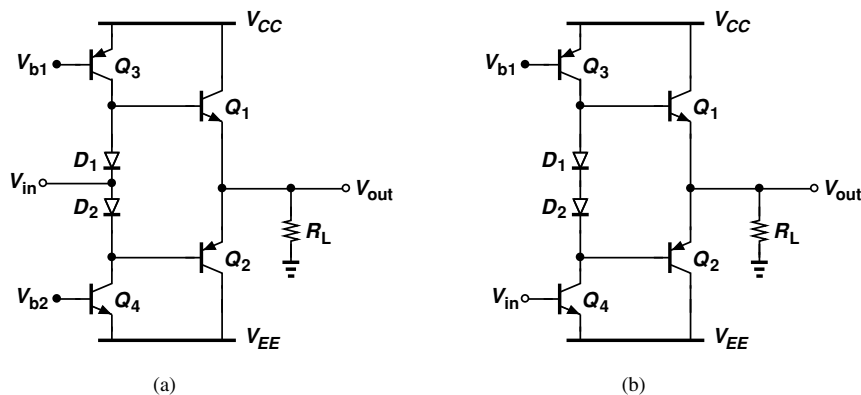 V_CC
V_b1
Q_3
Q_1
D_1
V_in
D_2
V_out
R_L
Q_2
V_b2
Q_4
V_EE
(a)
V_CC
V_b1
Q_3
Q_1
D_1
D_2
V_out
R_L
Q_2
V_in
Q_4
V_EE
(b)